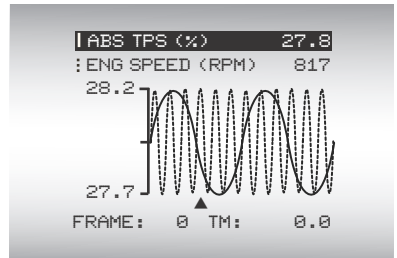 ABS TPS (%) 27.8
ENG SPEED (RPM) 817
28.2
27.7
FRAME: 0 TM: 0.0